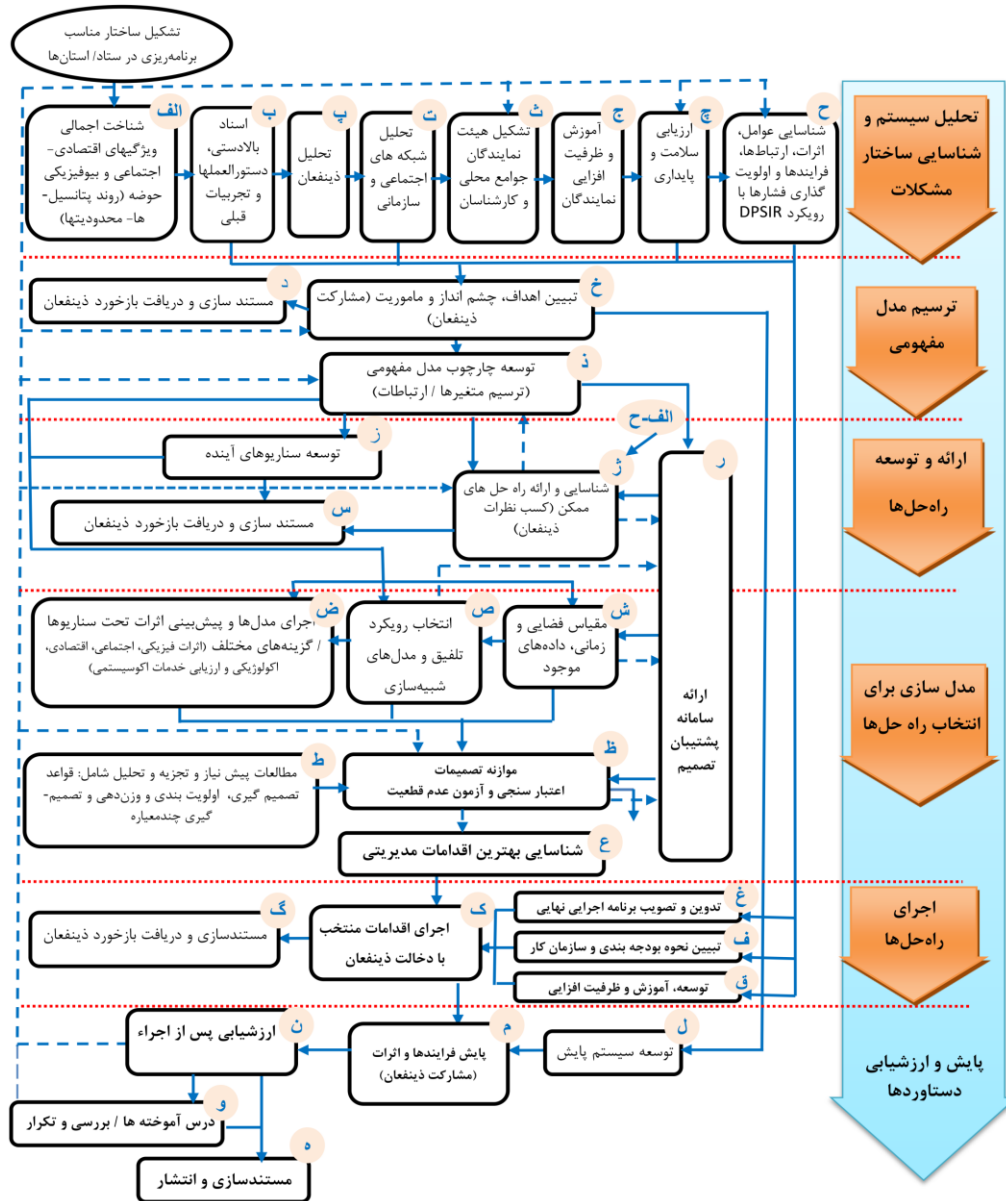 تشکیل ساختار مناسب
برنامه‌ریزی در ستاد/ استان‌ها
الف
شناخت اجمالی
ویژگیهای اقتصادی-
اجتماعی و بیوفیزیکی
حوضه (روند پتانسیل-
ها- محدودیتها)
ب
اسناد
بالادستی،
دستورالعملها
و تجربیات
قبلی
پ
تحلیل
ذینفعان
ت
تحلیل
شبکه های
اجتماعی و
سازمانی
ث
تشکیل هیئت
نمایندگان
جوامع محلی
و کارشناسان
ج
آموزش
و ظرفیت
افزایی
نمایندگان
چ
ارزیابی
سلامت و
پایداری
ح
شناسایی عوامل،
اثرات، ارتباط‌ها،
فرایندها و اولویت
گذاری فشارها با
رویکرد DPSIR
تحلیل سیستم و
شناسایی ساختار
مشکلات
خ
تبیین اهداف، چشم انداز و ماموریت (مشارکت
ذینفعان)
د
مستند سازی و دریافت بازخورد ذینفعان
ذ
توسعه چارچوب مدل مفهومی
(ترسیم متغیرها / ارتباطات)
ترسیم مدل
مفهومی
ر
ارائه
سامانه
پشتیبان
تصمیم
ز
توسعه سناریوهای آینده
الف-ح
ژ
شناسایی و ارائه راه حل های
ممکن (کسب نظرات
ذینفعان)
س
مستند سازی و دریافت بازخورد ذینفعان
ارائه و توسعه
راه‌حل‌ها
ش
مقیاس فضایی و
زمانی، داده‌های
موجود
ص
انتخاب رویکرد
تلفیق و مدل‌های
شبیه‌سازی
ض
اجرای مدل‌ها و پیش‌بینی اثرات تحت سناریوها
/ گزینه‌های مختلف (اثرات فیزیکی، اجتماعی، اقتصادی،
اکولوژیکی و ارزیابی خدمات اکوسیستمی)
ط
مطالعات پیش نیاز و تجزیه و تحلیل شامل: قواعد
تصمیم گیری، اولویت بندی و وزن‌دهی و تصمیم-
گیری چندمعیاره
ظ
موازنه تصمیمات
اعتبار سنجی و آزمون عدم قطعیت
ع
شناسایی بهترین اقدامات مدیریتی
مدل سازی برای
انتخاب راه حل‌ها
غ
تدوین و تصویب برنامه اجرایی نهایی
ف
تبیین نحوه بودجه بندی و سازمان کار
ق
توسعه، آموزش و ظرفیت افزایی
ک
اجرای اقدامات منتخب
با دخالت ذینفعان
گ
مستندسازی و دریافت بازخورد ذینفعان
اجرای
راه‌حل‌ها
ل
توسعه سیستم پایش
م
پایش فرایندها و اثرات
(مشارکت ذینفعان)
ن
ارزشیابی پس از اجراء
و
درس آموخته ها / بررسی و تکرار
ه
مستندسازی و انتشار
پایش و ارزشیابی
دستاوردها